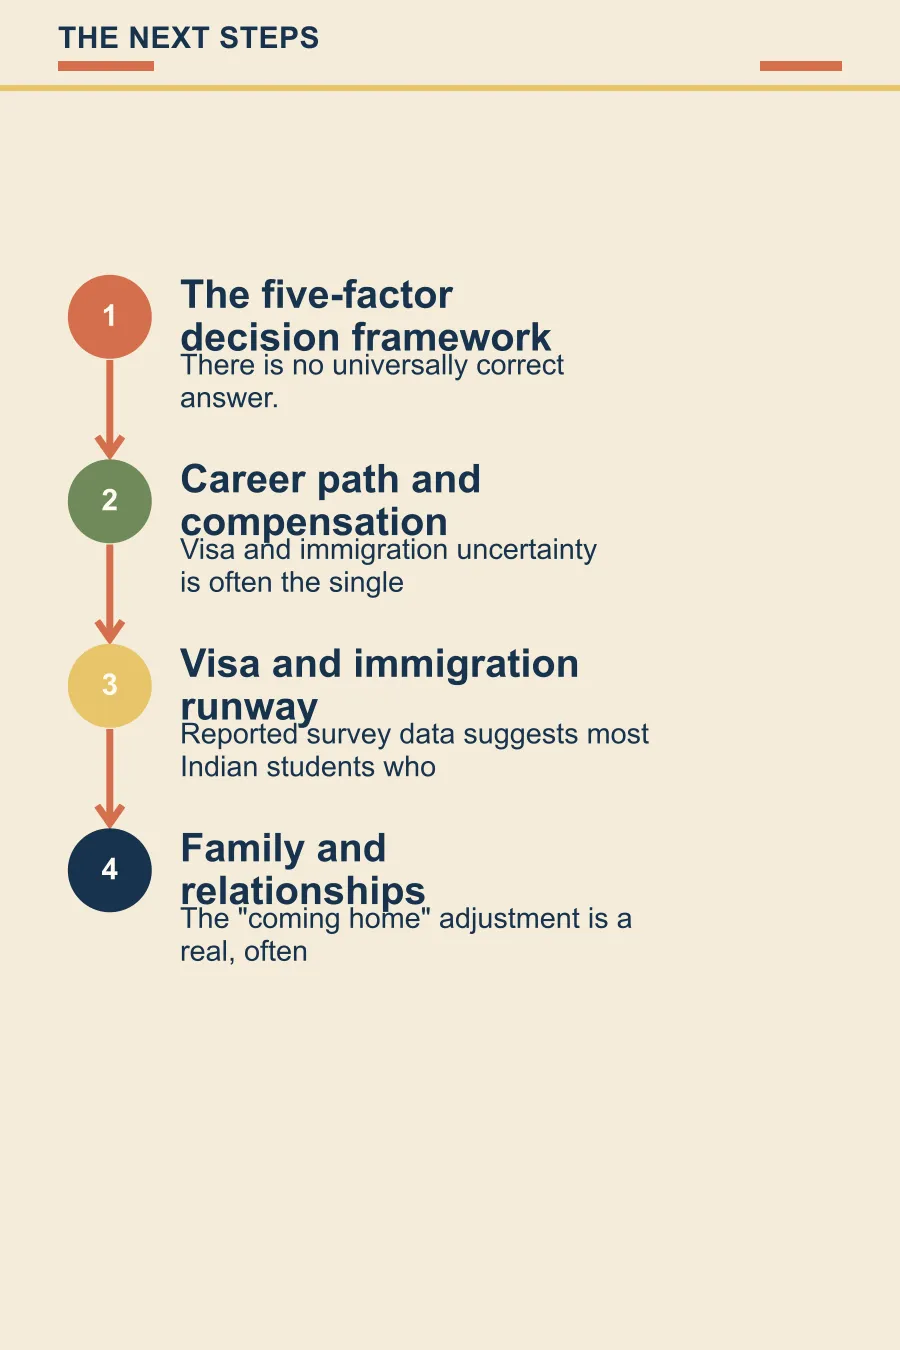 THE NEXT STEPS
1
The five-factor
decision framework
There is no universally correct
answer.
2
Career path and
compensation
Visa and immigration uncertainty
is often the single
3
Visa and immigration
runway
Reported survey data suggests most
Indian students who
4
Family and
relationships
The "coming home" adjustment is a
real, often